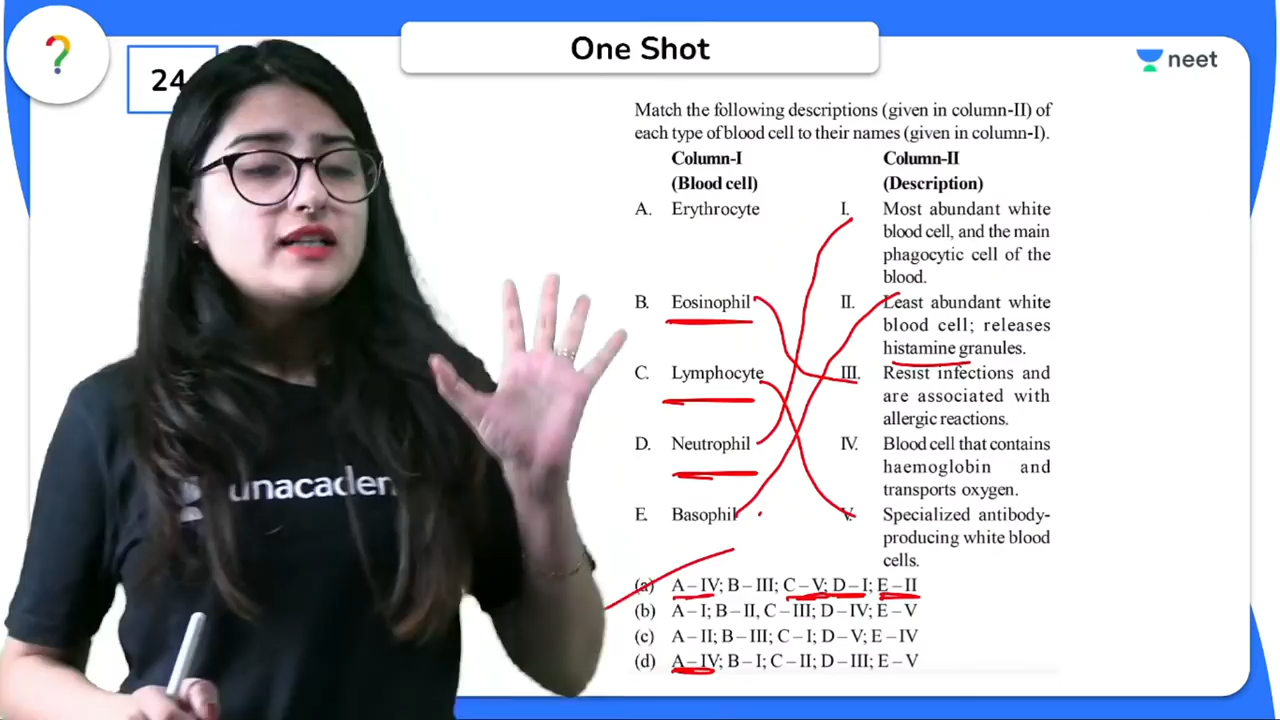 ?
One Shot
24
neet
Match the following descriptions (given in column-II) of
each type of blood cell to their names (given in column-I).
Column-I Column-II
(Blood cell) (Description)
A. Erythrocyte I. Most abundant white
blood cell, and the main
phagocytic cell of the
blood.
B. Eosinophil II. Least abundant white
blood cell; releases
histamine granules.
C. Lymphocyte III. Resist infections and
are associated with
allergic reactions.
D. Neutrophil IV. Blood cell that contains
haemoglobin and
transports oxygen.
E. Basophil V. Specialized antibody-
producing white blood
cells.
(a) A – IV; B – III; C – V; D – I; E – II
(b) A – I; B – II, C – III; D – IV; E – V
(c) A – II; B – III; C – I; D – V; E – IV
(d) A – IV; B – I; C – II; D – III; E – V
unacadem